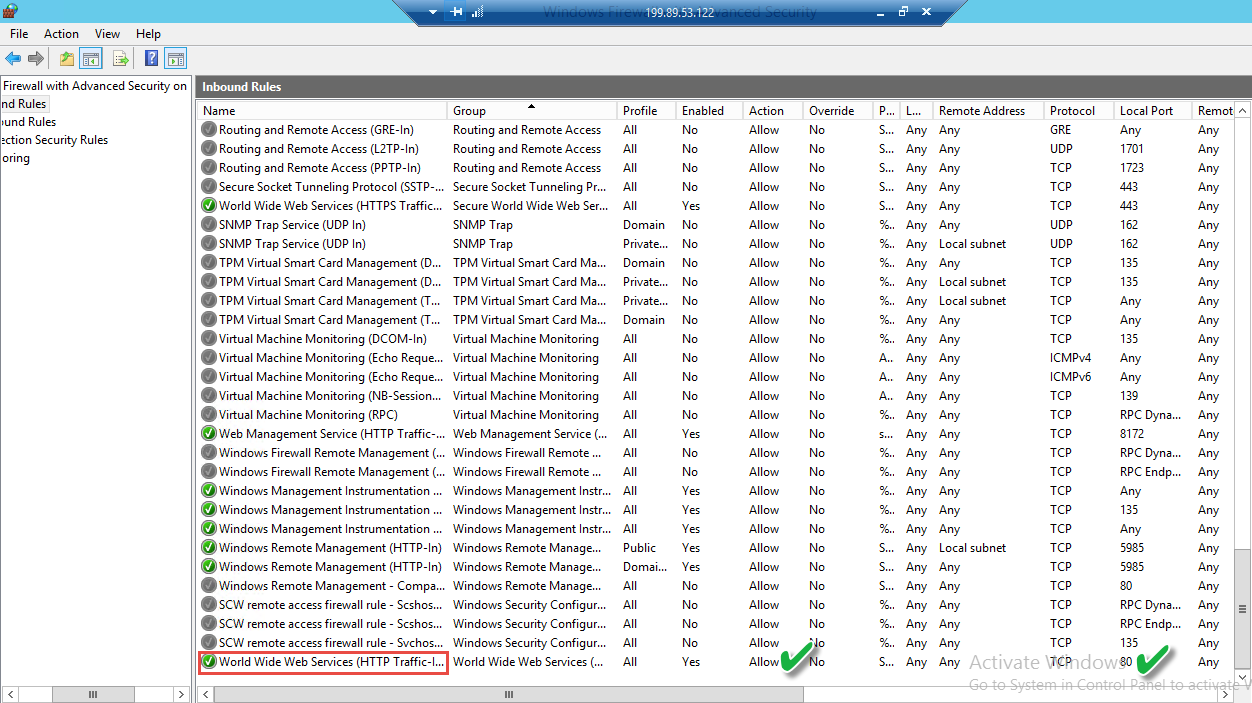 Windows Firewall with Advanced Security
199.89.53.122
File Action View Help
Firewall with Advanced Security on
nd Rules
ound Rules
ection Security Rules
oring
Inbound Rules
Name Group Profile Enabled Action Override P... L... Remote Address Protocol Local Port Remot
Routing and Remote Access (GRE-In) Routing and Remote Access All No Allow No S... Any Any GRE Any Any
Routing and Remote Access (L2TP-In) Routing and Remote Access All No Allow No S... Any Any UDP 1701 Any
Routing and Remote Access (PPTP-In) Routing and Remote Access All No Allow No S... Any Any TCP 1723 Any
Secure Socket Tunneling Protocol (SSTP-... Secure Socket Tunneling Pr... All No Allow No S... Any Any TCP 443 Any
World Wide Web Services (HTTPS Traffic... Secure World Wide Web Ser... All Yes Allow No S... Any Any TCP 443 Any
SNMP Trap Service (UDP In) SNMP Trap Domain No Allow No %.. Any Any UDP 162 Any
SNMP Trap Service (UDP In) SNMP Trap Private... No Allow No %.. Any Local subnet UDP 162 Any
TPM Virtual Smart Card Management (D... TPM Virtual Smart Card Ma... Domain No Allow No %.. Any Any TCP 135 Any
TPM Virtual Smart Card Management (D... TPM Virtual Smart Card Ma... Private... No Allow No %.. Any Local subnet TCP 135 Any
TPM Virtual Smart Card Management (T... TPM Virtual Smart Card Ma... Private... No Allow No %.. Any Local subnet TCP Any Any
TPM Virtual Smart Card Management (T... TPM Virtual Smart Card Ma... Domain No Allow No %.. Any Any TCP Any Any
Virtual Machine Monitoring (DCOM-In) Virtual Machine Monitoring All No Allow No %.. Any Any TCP 135 Any
Virtual Machine Monitoring (Echo Reque... Virtual Machine Monitoring All No Allow No A.. Any Any ICMPv4 Any Any
Virtual Machine Monitoring (Echo Reque... Virtual Machine Monitoring All No Allow No A.. Any Any ICMPv6 Any Any
Virtual Machine Monitoring (NB-Session... Virtual Machine Monitoring All No Allow No A.. Any Any TCP 139 Any
Virtual Machine Monitoring (RPC) Virtual Machine Monitoring All No Allow No %.. Any Any TCP RPC Dyna... Any
Web Management Service (HTTP Traffic-... Web Management Service (... All Yes Allow No s... Any Any TCP 8172 Any
Windows Firewall Remote Management (... Windows Firewall Remote ... All No Allow No %.. Any Any TCP RPC Dyna... Any
Windows Firewall Remote Management (... Windows Firewall Remote ... All No Allow No %.. Any Any TCP RPC Endp... Any
Windows Management Instrumentation ... Windows Management Instr... All Yes Allow No %.. Any Any TCP Any Any
Windows Management Instrumentation ... Windows Management Instr... All Yes Allow No %.. Any Any TCP 135 Any
Windows Management Instrumentation ... Windows Management Instr... All Yes Allow No %.. Any Any TCP Any Any
Windows Remote Management (HTTP-In) Windows Remote Manage... Public Yes Allow No S... Any Local subnet TCP 5985 Any
Windows Remote Management (HTTP-In) Windows Remote Manage... Domai... Yes Allow No S... Any Any TCP 5985 Any
Windows Remote Management - Compa... Windows Remote Manage... All No Allow No S... Any Any TCP 80 Any
SCW remote access firewall rule - Scshos... Windows Security Configur... All No Allow No %.. Any Any TCP RPC Dyna... Any
SCW remote access firewall rule - Scshos... Windows Security Configur... All No Allow No %.. Any Any TCP RPC Endp... Any
SCW remote access firewall rule - Svchos... Windows Security Configur... All No Allow No %.. Any Any TCP 135 Any
World Wide Web Services (HTTP Traffic-I... World Wide Web Services (... All Yes Allow No S... Any Any TCP 80 Any
Activate Windows
Go to System in Control Panel to activate W